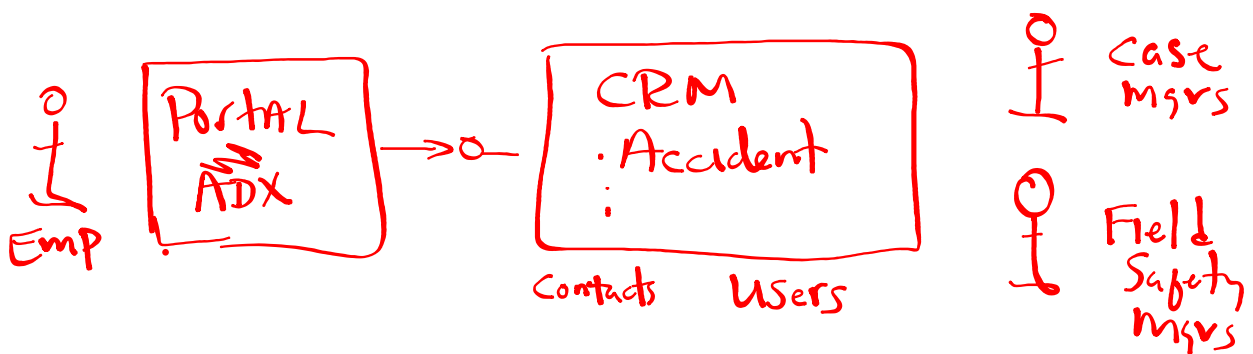 Emp
PORTAL
ADX
CRM
· Accident
Contacts
Users
Case
mgrs
Field
Safety
mgrs